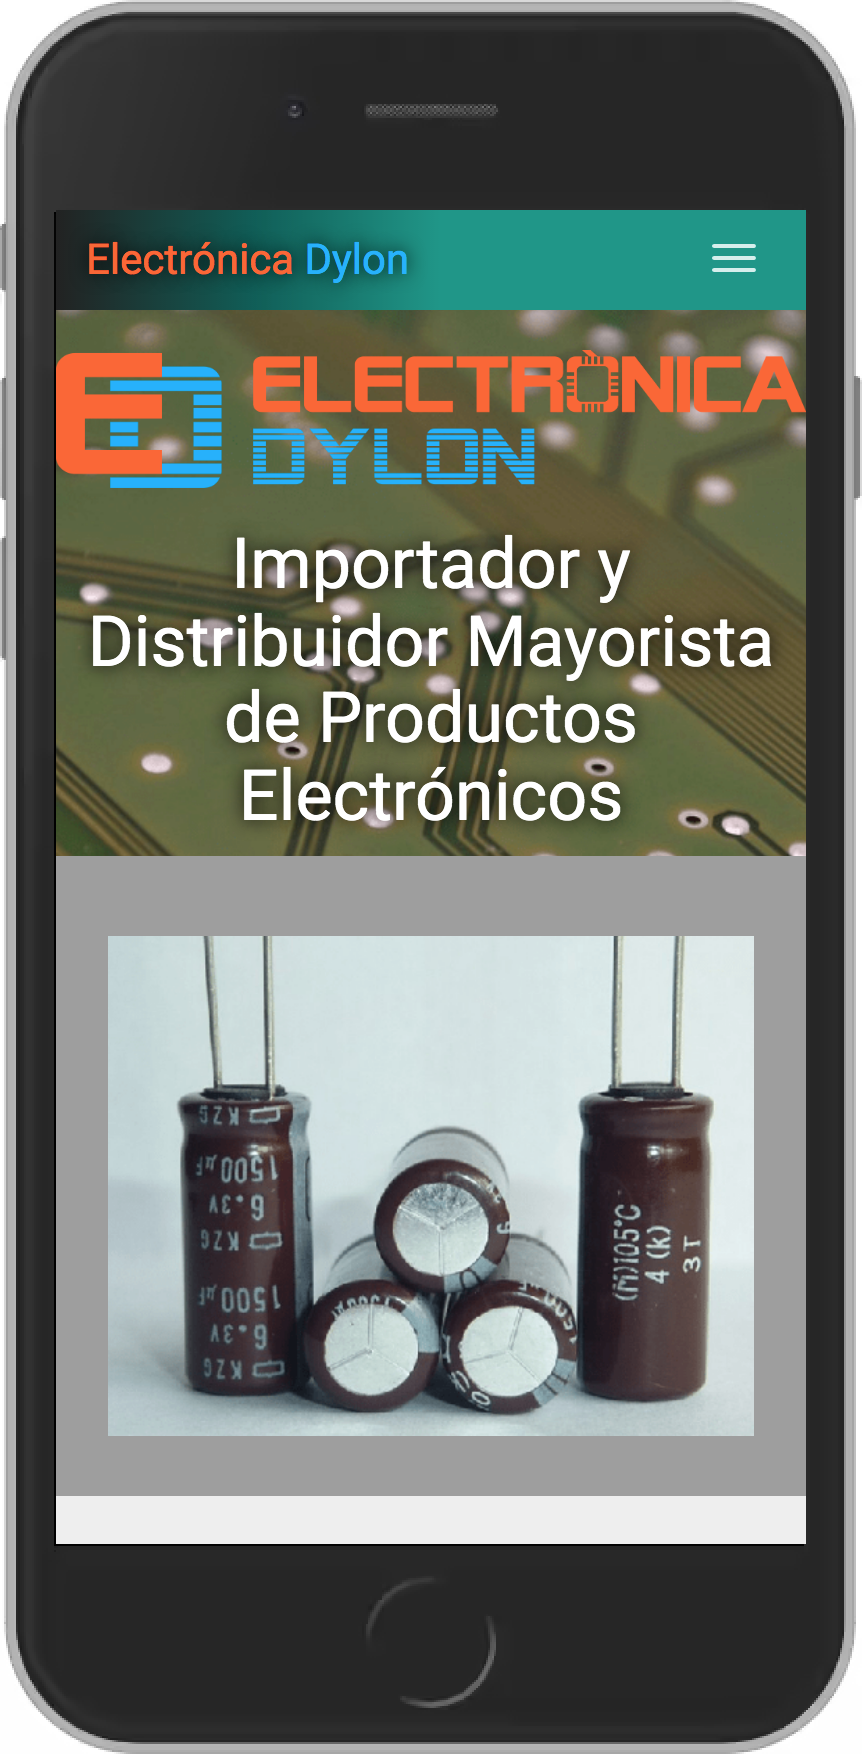 Electrónica Dylon
ELECTRÓNICA
DYLON
Importador y
Distribuidor Mayorista
de Productos
Electrónicos
KZG
1500µF
6.3V
KZG
1500µF
6.3V
KZG
(M)105°C
4 (k)
3T